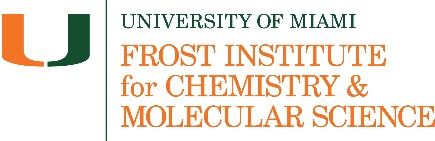 UNIVERSITY OF MIAMI
FROST INSTITUTE
for CHEMISTRY &
MOLECULAR SCIENCE